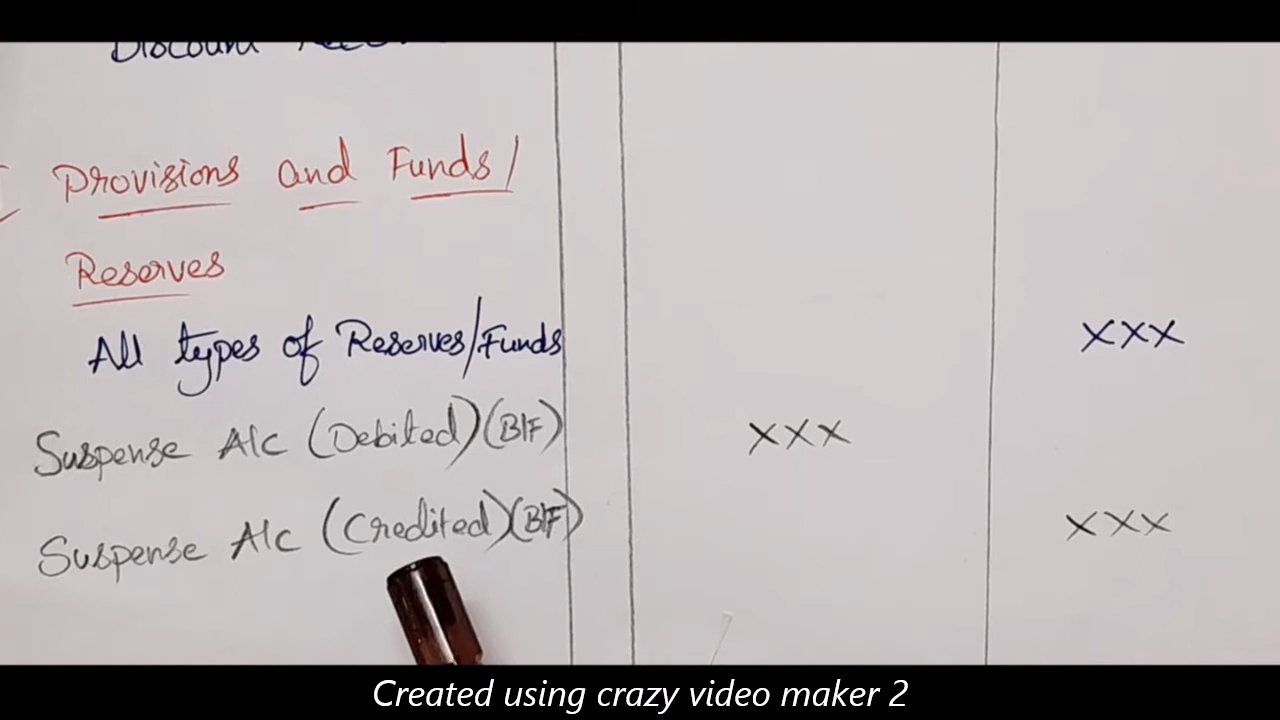 Discount
Provisions and Funds/
Reserves
All types of Reserves/Funds XXX
Suspense A/c (Debited)(B/F) XXX
Suspense A/c (Credited)(B/F) XXX
Created using crazy video maker 2